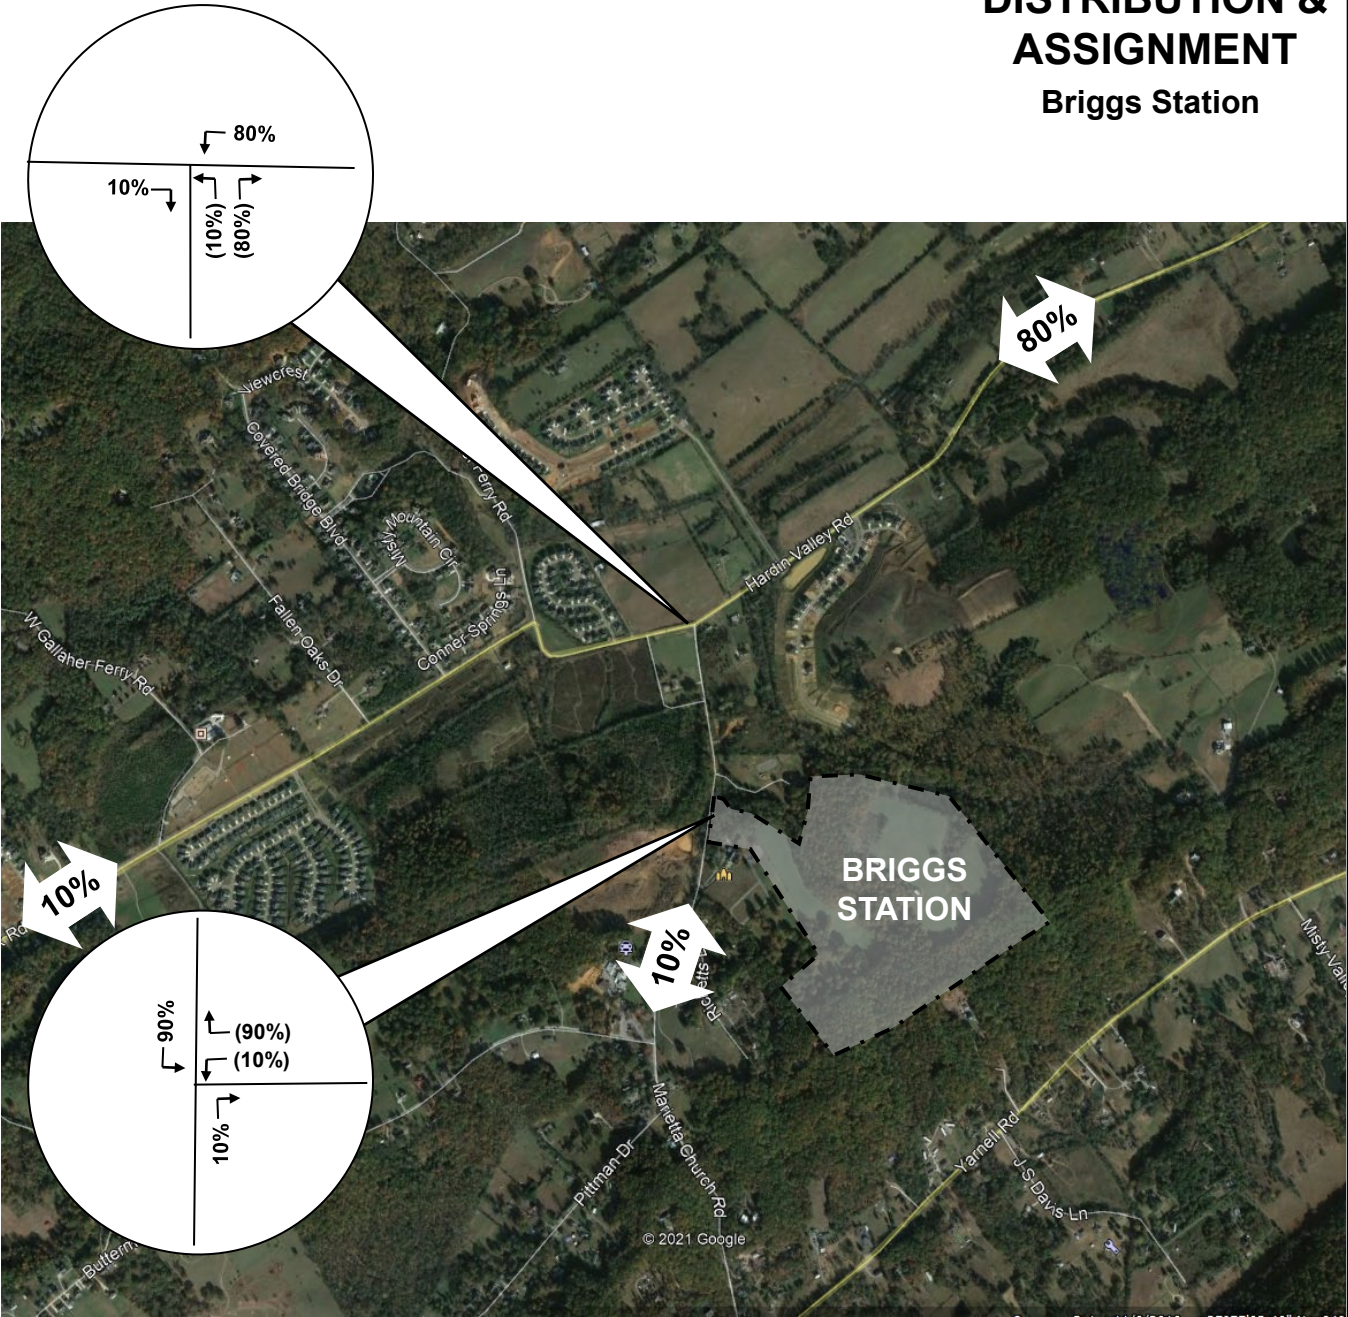 DISTRIBUTION &
ASSIGNMENT
Briggs Station
80%
10%
(10%)
(80%)
80%
Viewcrest
Covered Bridge Blvd
Ferry Rd
Misty Mountain Cir
Hardin Valley Rd
Conner Springs Ln
Fallen Oaks Dr
W Gallaher Ferry Rd
10%
Rd
BRIGGS
STATION
10%
Misty
90%
(90%)
(10%)
10%
Marietta Church Rd
Pittman Dr
Yarnell Rd
J S Davis Ln
© 2021 Google